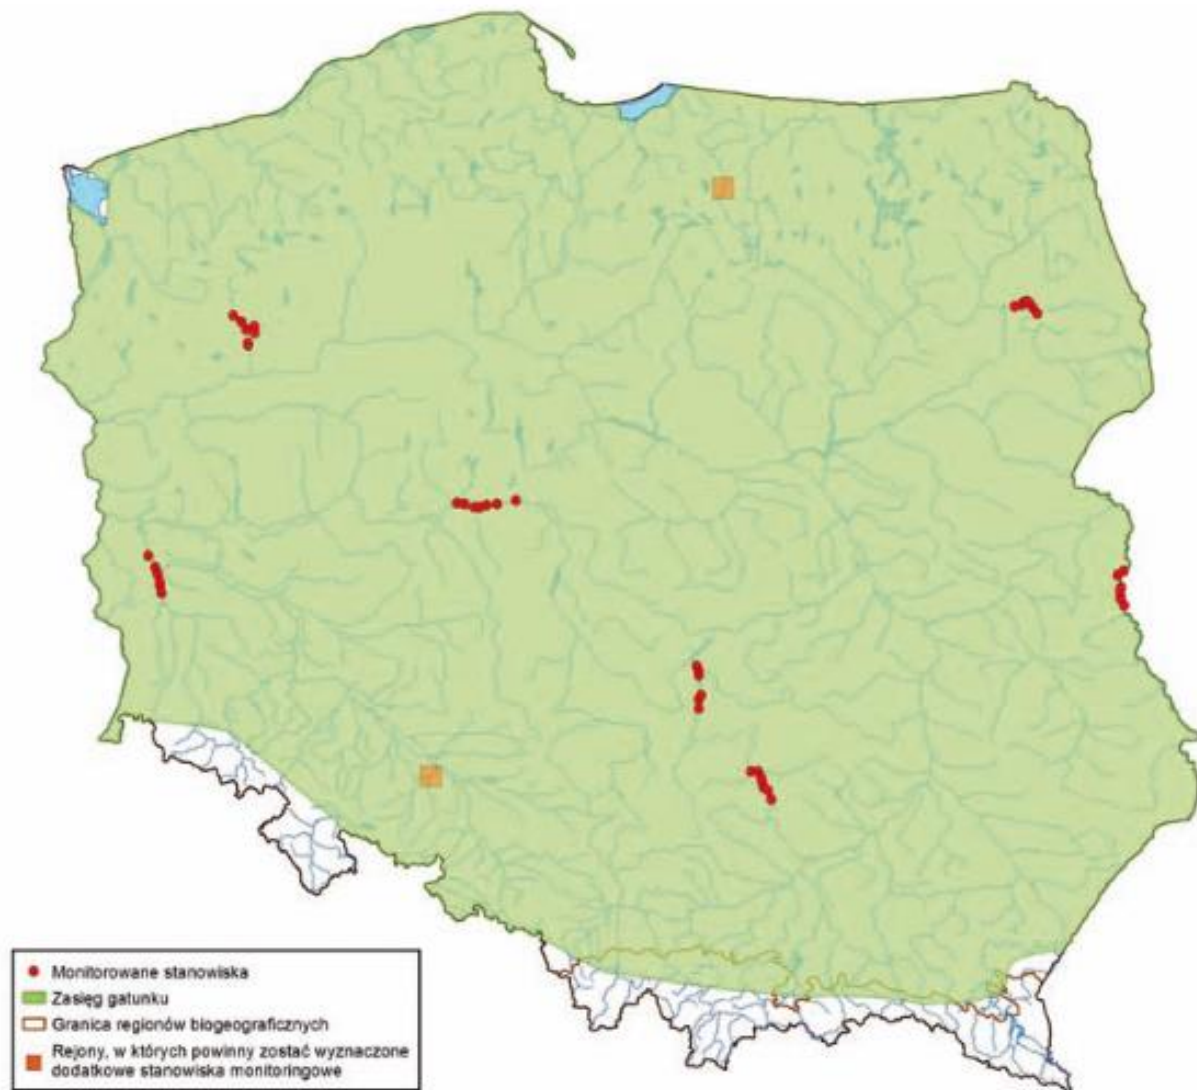 Monitorowane stanowiska
Zasięg gatunku
Granica regionów biogeograficznych
Rejony, w których powinny zostać wyznaczone
dodatkowe stanowiska monitoringowe